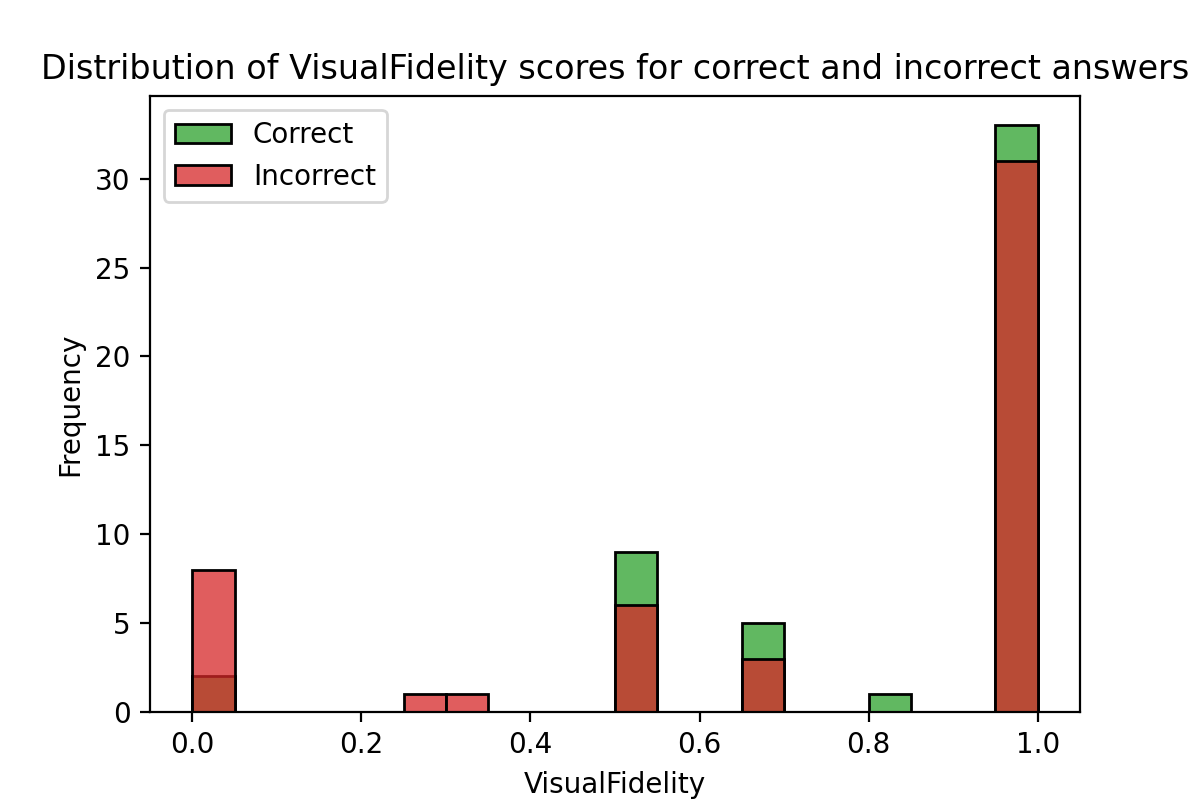 Distribution of VisualFidelity scores for correct and incorrect answers
Correct
Incorrect
Frequency
30
25
20
15
10
5
0
0.0 0.2 0.4 0.6 0.8 1.0
VisualFidelity